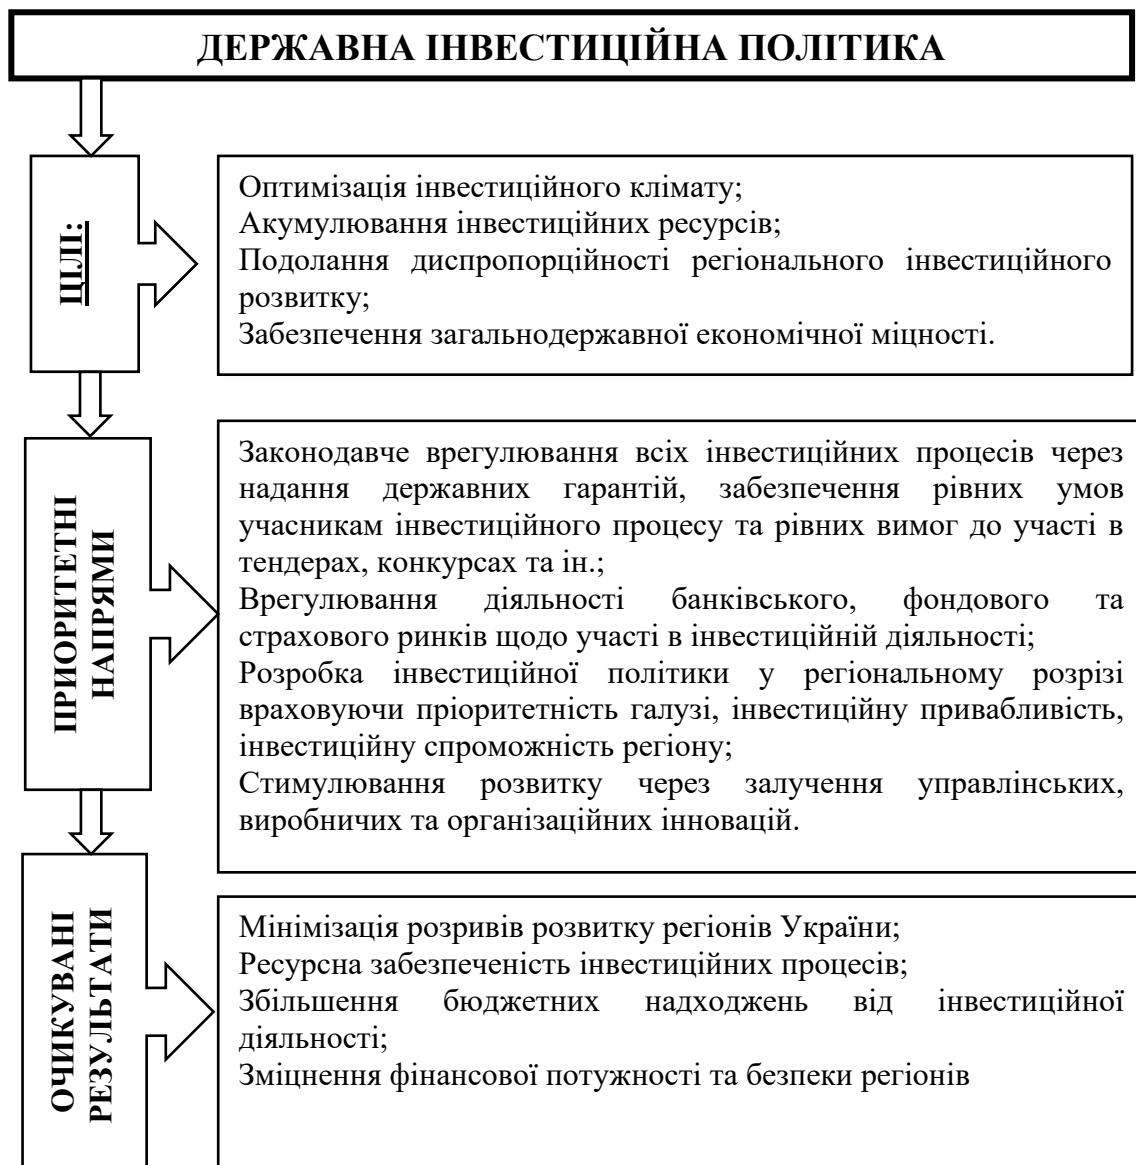 ДЕРЖАВНА ІНВЕСТИЦІЙНА ПОЛІТИКА
ЦІЛІ:
Оптимізація інвестиційного клімату;
Акумулювання інвестиційних ресурсів;
Подолання диспропорційності регіонального інвестиційного
розвитку;
Забезпечення загальнодержавної економічної міцності.
ПРИОРИТЕТНІ
НАПРЯМИ
Законодавче врегулювання всіх інвестиційних процесів через
надання державних гарантій, забезпечення рівних умов
учасникам інвестиційного процесу та рівних вимог до участі в
тендерах, конкурсах та ін.;
Врегулювання діяльності банківського, фондового та
страхового ринків щодо участі в інвестиційній діяльності;
Розробка інвестиційної політики у регіональному розрізі
враховуючи пріоритетність галузі, інвестиційну привабливість,
інвестиційну спроможність регіону;
Стимулювання розвитку через залучення управлінських,
виробничих та організаційних інновацій.
ОЧИКУВАНІ
РЕЗУЛЬТАТИ
Мінімізація розривів розвитку регіонів України;
Ресурсна забезпеченість інвестиційних процесів;
Збільшення бюджетних надходжень від інвестиційної
діяльності;
Зміцнення фінансової потужності та безпеки регіонів